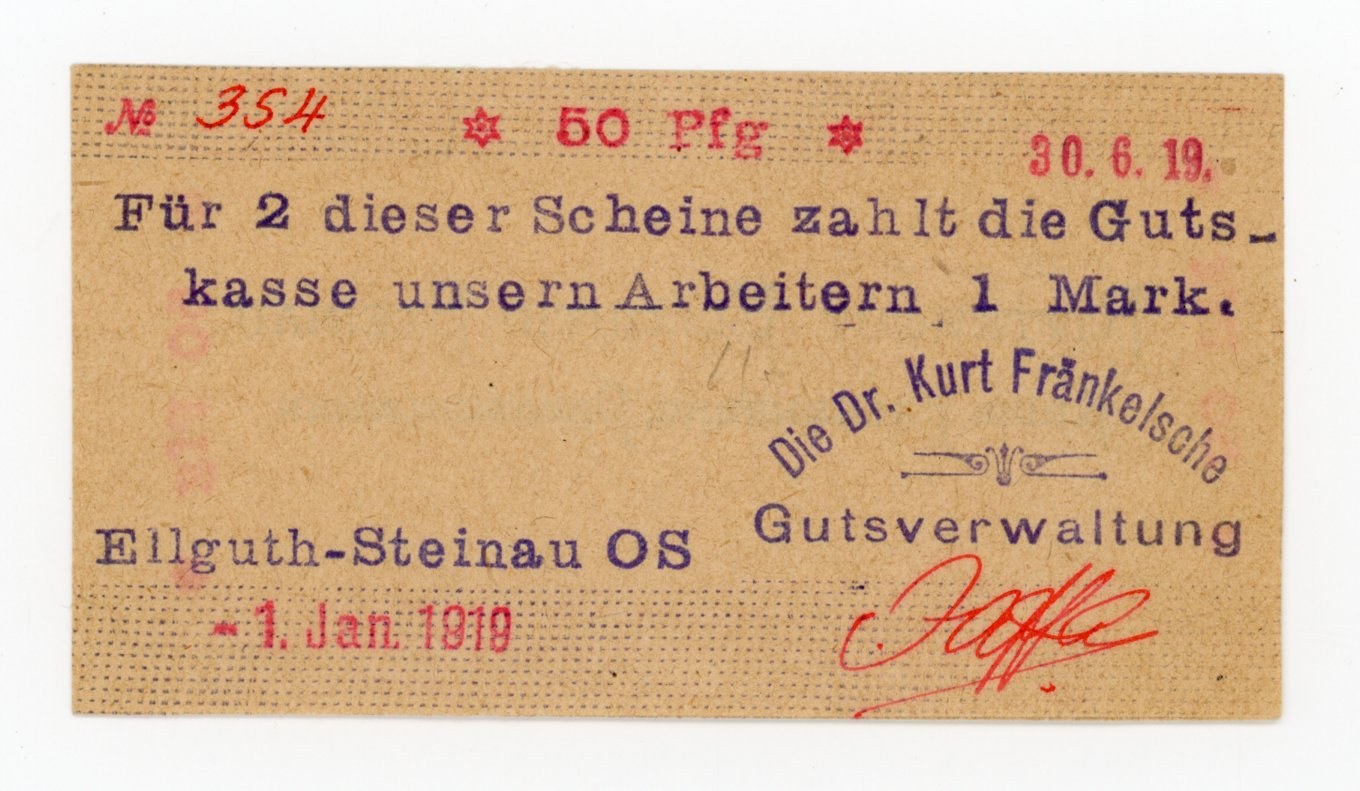 № 354 ✡ 50 Pfg ✡
30. 6. 19.
Für 2 dieser Scheine zahlt die Guts-
kasse unsern Arbeitern 1 Mark.
Die Dr. Kurt Fränkelsche
Gutsverwaltung
Ellguth-Steinau OS
- 1. Jan. 1919